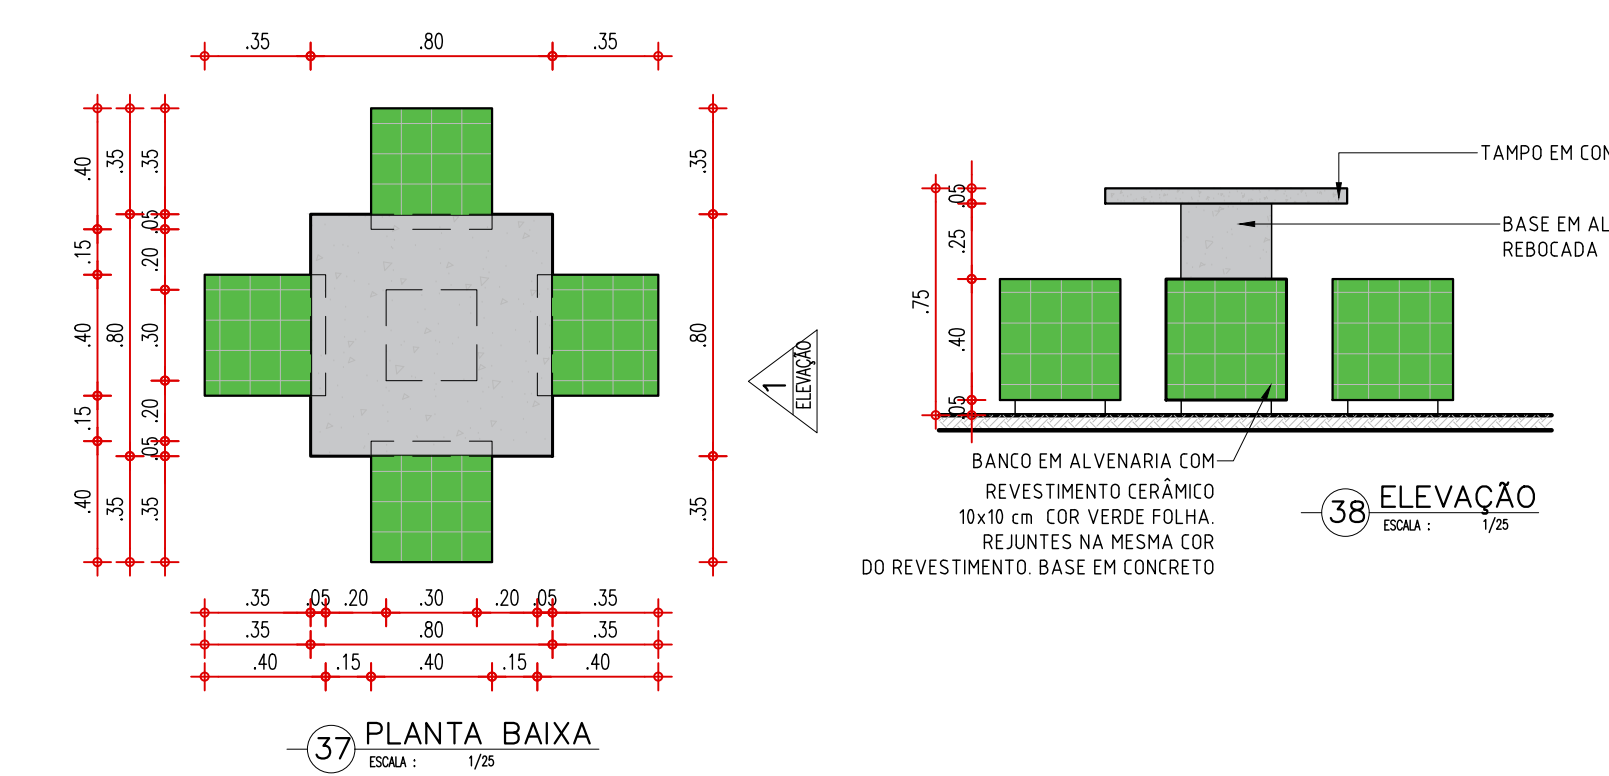 .35 .80 .35
.40 .15 .40 .15 .40
.35 .80 .35
.35 .05 .20 .30 .20 .05 .35
.35 .80 .35
1
ELEVAÇÃO
.35 .05 .20 .30 .20 .05 .35
.35 .80 .35
.40 .15 .40 .15 .40
37 PLANTA BAIXA
ESCALA : 1/25
.75
.05 .25 .40 .05
TAMPO EM CON
BASE EM AL
REBOCADA
BANCO EM ALVENARIA COM
REVESTIMENTO CERÂMICO
10x10 cm COR VERDE FOLHA.
REJUNTES NA MESMA COR
DO REVESTIMENTO. BASE EM CONCRETO
38 ELEVAÇÃO
ESCALA : 1/25